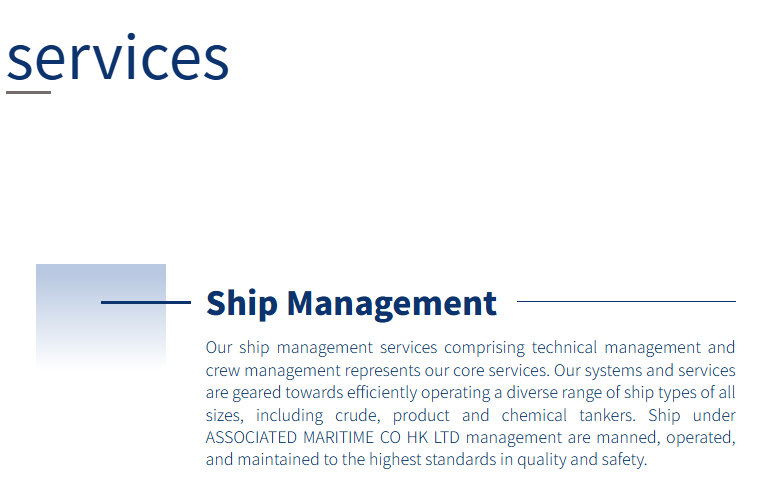 services
Ship Management
Our ship management services comprising technical management and
crew management represents our core services. Our systems and services
are geared towards efficiently operating a diverse range of ship types of all
sizes, including crude, product and chemical tankers. Ship under
ASSOCIATED MARITIME CO HK LTD management are manned, operated,
and maintained to the highest standards in quality and safety.